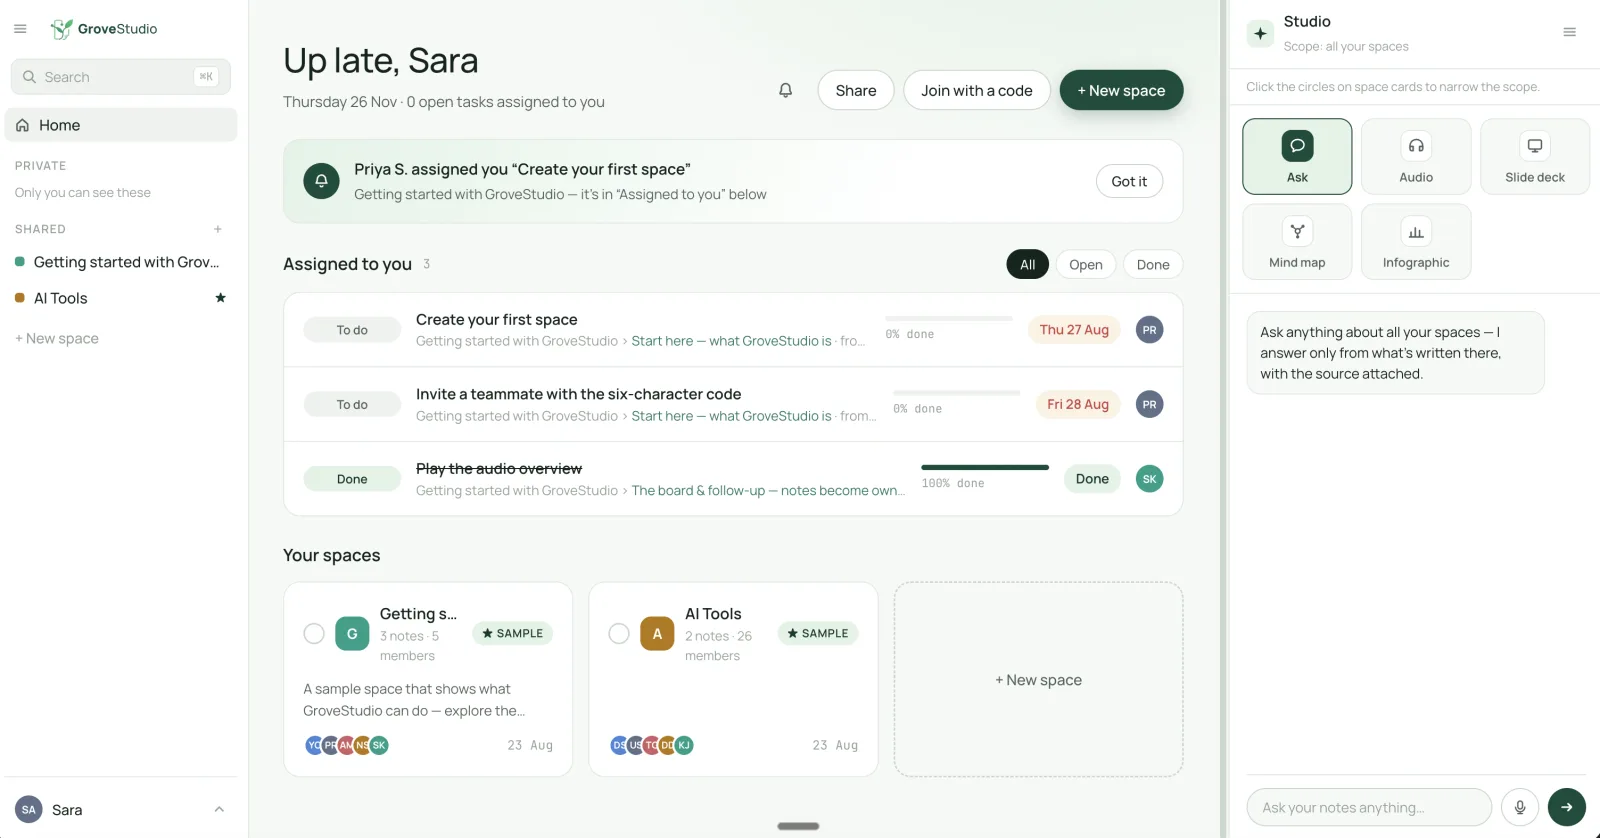 GroveStudio
Search
⌘K
Home
PRIVATE
Only you can see these
SHARED
+
Getting started with Grov...
AI Tools
+ New space
SA
Sara
Up late, Sara
Thursday 26 Nov · 0 open tasks assigned to you
Share
Join with a code
+ New space
Priya S. assigned you “Create your first space”
Getting started with GroveStudio — it's in “Assigned to you” below
Got it
Assigned to you 3
All
Open
Done
To do
Create your first space
Getting started with GroveStudio › Start here — what GroveStudio is · fro...
0% done
Thu 27 Aug
PR
To do
Invite a teammate with the six-character code
Getting started with GroveStudio › Start here — what GroveStudio is · from...
0% done
Fri 28 Aug
PR
Done
Play the audio overview
Getting started with GroveStudio › The board & follow-up — notes become own...
100% done
Done
SK
Your spaces
G
Getting s...
3 notes · 5
members
★ SAMPLE
A sample space that shows what
GroveStudio can do — explore the...
YO PR AM NS SK
23 Aug
A
AI Tools
2 notes · 26
members
★ SAMPLE
DS US TO DD KJ
23 Aug
+ New space
Studio
Scope: all your spaces
Click the circles on space cards to narrow the scope.
Ask
Audio
Slide deck
Mind map
Infographic
Ask anything about all your spaces — I
answer only from what's written there,
with the source attached.
Ask your notes anything...